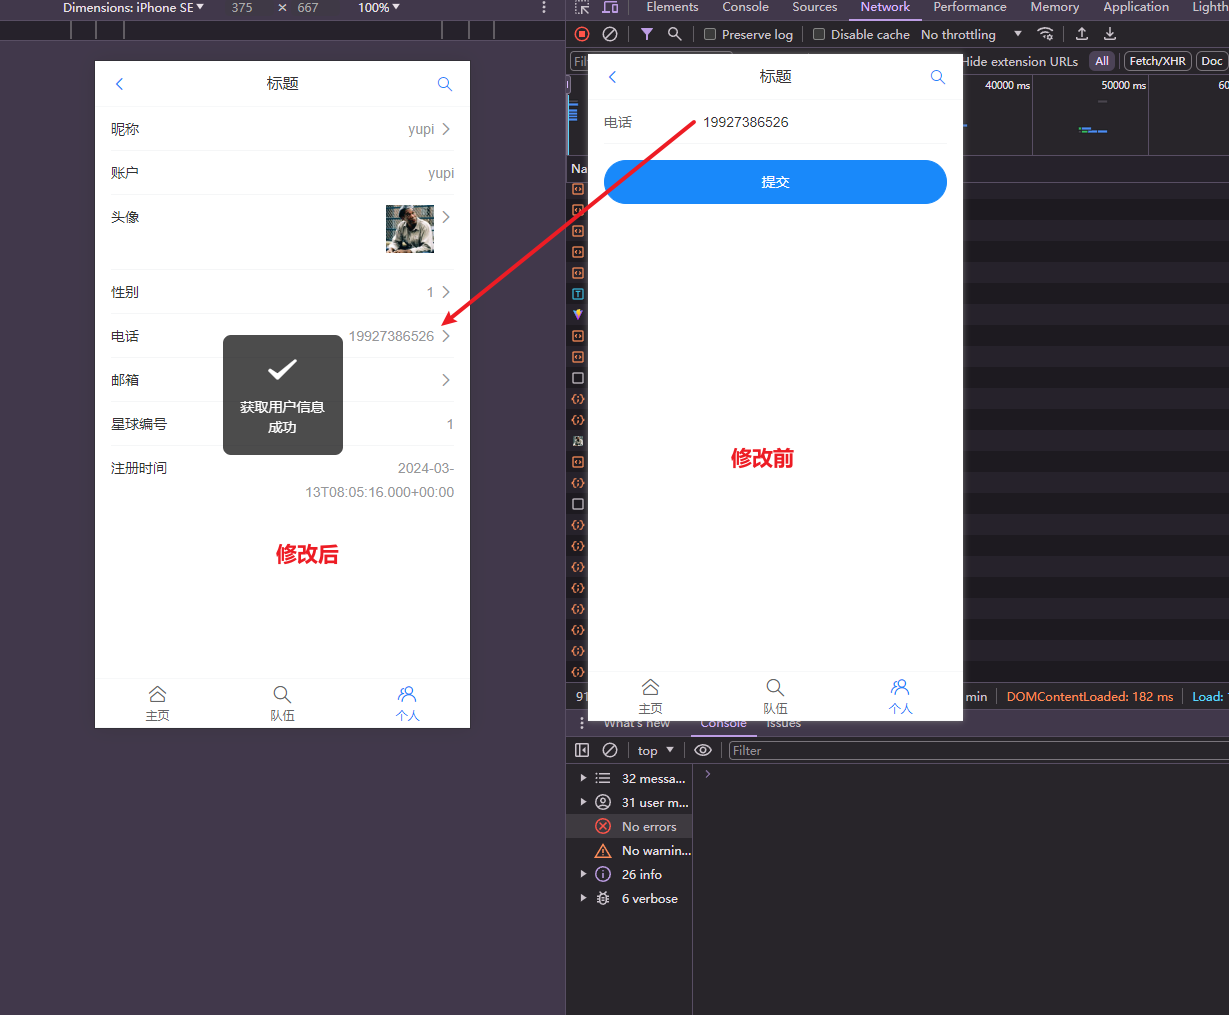 Dimensions: iPhone SE 375 × 667 100%
Elements Console Sources Network Performance Memory Application Lighth
Preserve log Disable cache No throttling
Fil
Hide extension URLs All Fetch/XHR Doc
40000 ms 50000 ms 60
Na
标题
昵称 yupi
账户 yupi
头像
性别 1
电话 19927386526
邮箱
星球编号 1
注册时间 2024-03-
13T08:05:16.000+00:00
获取用户信息
成功
修改后
主页 队伍 个人
标题
电话 19927386526
提交
修改前
主页 队伍 个人
91
min DOMContentLoaded: 182 ms Load:
What's new Console Issues
top Filter
32 messa...
31 user m...
No errors
No warnin...
26 info
6 verbose